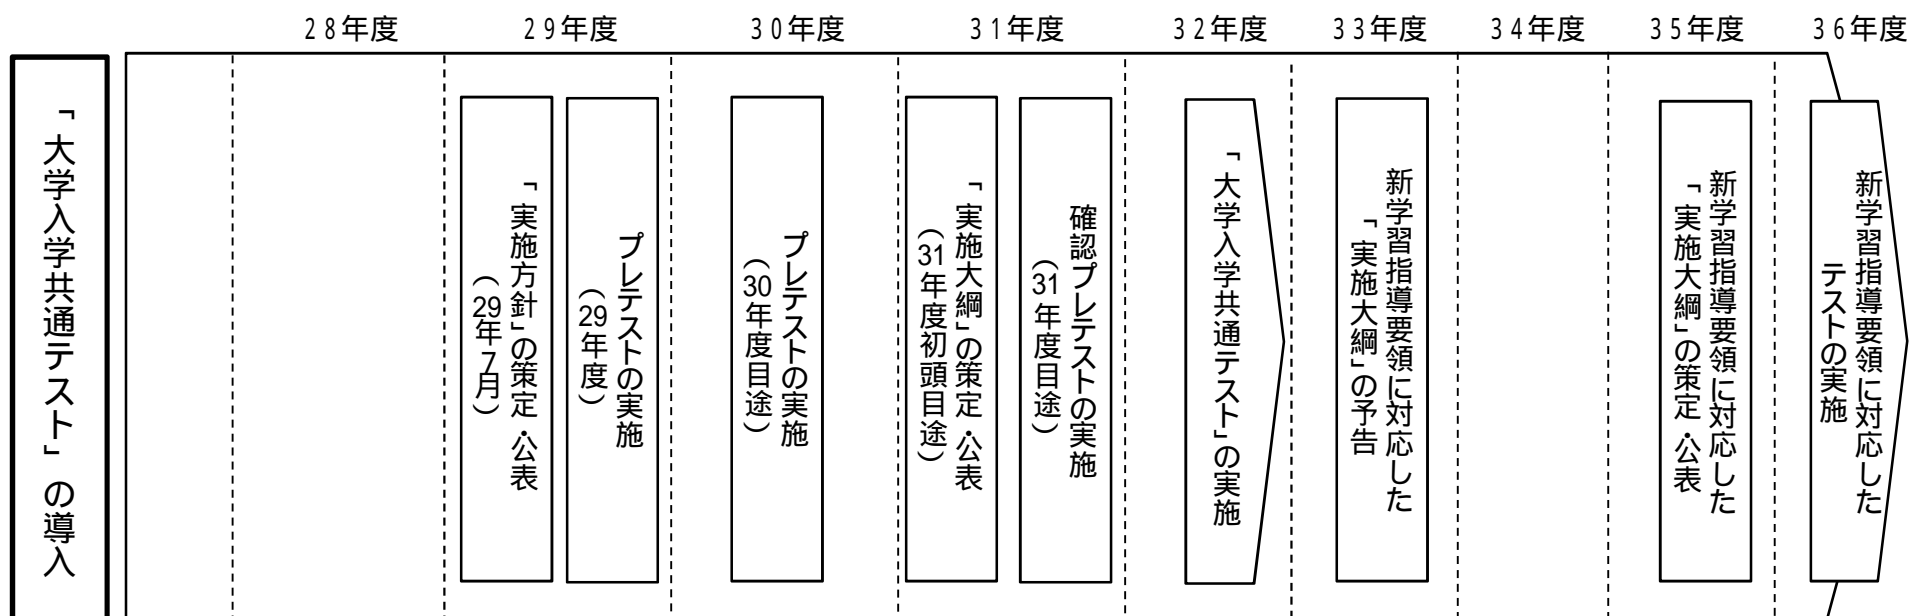 28年度
29年度
30年度
31年度
32年度
33年度
34年度
35年度
36年度
「大学入学共通テスト」の導入
「実施方針」の策定・公表
（29年7月）
プレテストの実施
（29年度）
プレテストの実施
（30年度目途）
「実施大綱」の策定・公表
（31年度初頭目途）
確認プレテストの実施
（31年度目途）
「大学入学共通テスト」の実施
新学習指導要領に対応した
「実施大綱」の予告
新学習指導要領に対応した
「実施大綱」の策定・公表
新学習指導要領に対応した
テストの実施